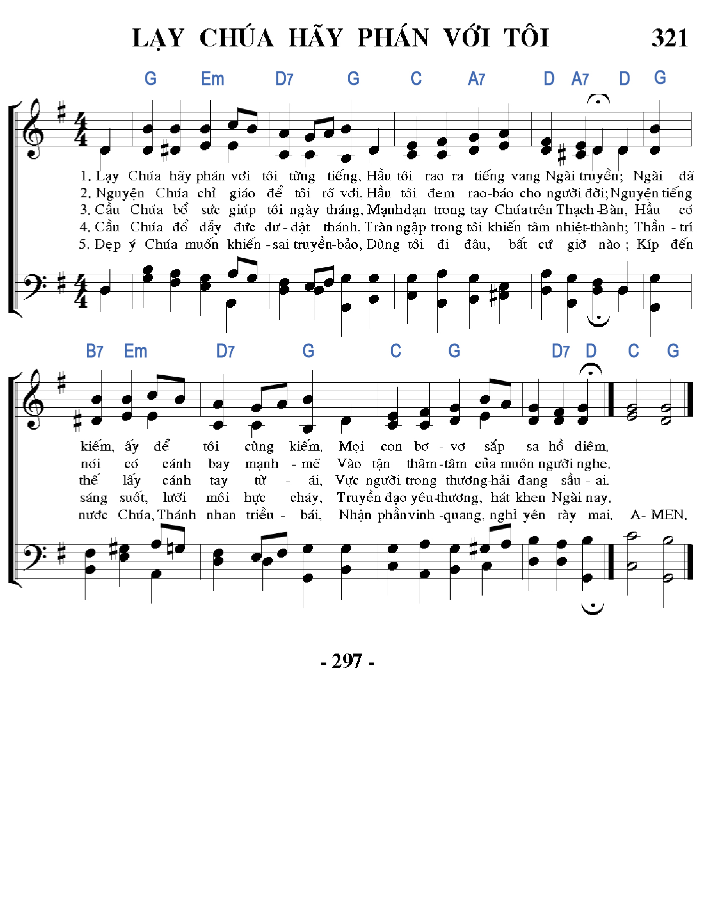 LẠY CHÚA HÃY PHÁN VỚI TÔI 321
G Em D7 G C A7 D A7 D G
1. Lạy Chúa hãy phán với tôi từng tiếng, Hầu tôi rao ra tiếng vang Ngài truyền; Ngài đã
2. Nguyện Chúa chỉ giáo để tôi rõ với. Hầu tôi đem rao-báo cho người đời; Nguyện tiếng
3. Cầu Chúa bổ sức giúp tôi ngày tháng, Mạnh dạn trong tay Chúa trên Thạch-Bàn, Hầu có
4. Cầu Chúa đổ đầy đức dư-dật thánh. Tràn ngập trong tôi khiến tâm nhiệt-thành; Thần-trí
5. Đẹp ý Chúa muốn khiến-sai truyền-bảo, Dùng tôi đi đâu, bất cứ giờ nào; Kíp đến
B7 Em D7 G C G D7 D C G
kiếm, ấy để tôi cùng kiếm, Mọi con bơ-vơ sắp sa hố diêm.
nói có cánh bay mạnh-mẽ Vào tận thâm-tâm của muôn người nghe.
thế lấy cánh tay từ-ái, Vực người trong thương-hải đang sầu-ai.
sáng suốt, lưỡi môi hực cháy, Truyền đạo yêu-thương, hát khen Ngài nay.
nước Chúa, Thánh nhan triều-bái. Nhận phần vinh-quang, nghỉ yên rày mai. A-MEN.
- 297 -